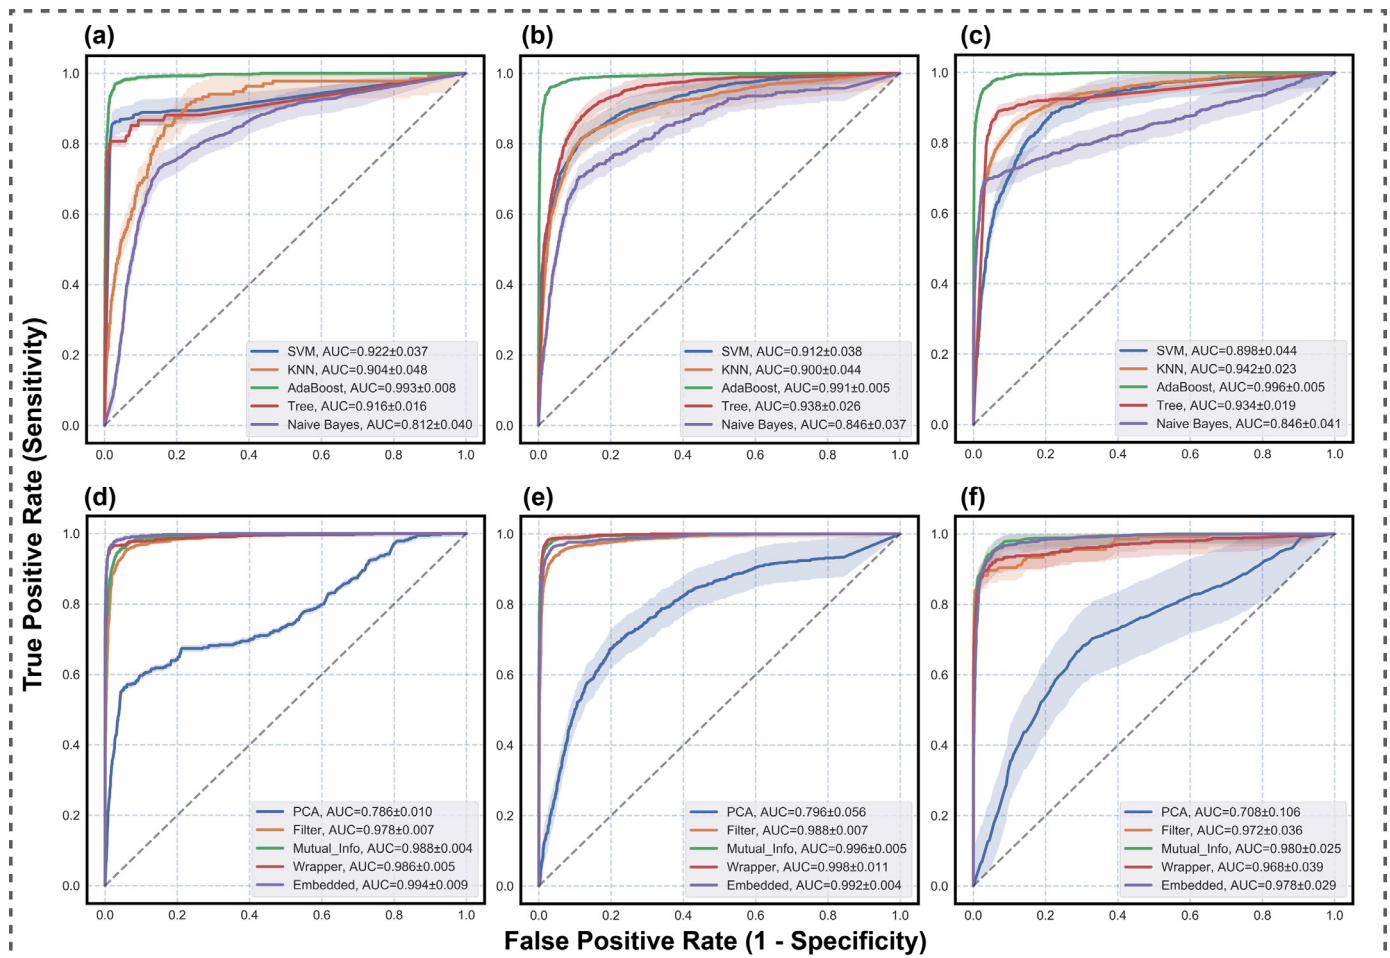 (a)
1.0
0.8
0.6
0.4
0.2
0.0
SVM, AUC=0.922±0.037
KNN, AUC=0.904±0.048
AdaBoost, AUC=0.993±0.008
Tree, AUC=0.916±0.016
Naive Bayes, AUC=0.812±0.040
0.0 0.2 0.4 0.6 0.8 1.0
(b)
1.0
0.8
0.6
0.4
0.2
0.0
SVM, AUC=0.912±0.038
KNN, AUC=0.900±0.044
AdaBoost, AUC=0.991±0.005
Tree, AUC=0.938±0.026
Naive Bayes, AUC=0.846±0.037
0.0 0.2 0.4 0.6 0.8 1.0
(c)
1.0
0.8
0.6
0.4
0.2
0.0
SVM, AUC=0.898±0.044
KNN, AUC=0.942±0.023
AdaBoost, AUC=0.996±0.005
Tree, AUC=0.934±0.019
Naive Bayes, AUC=0.846±0.041
0.0 0.2 0.4 0.6 0.8 1.0
True Positive Rate (Sensitivity)
(d)
1.0
0.8
0.6
0.4
0.2
0.0
PCA, AUC=0.786±0.010
Filter, AUC=0.978±0.007
Mutual_Info, AUC=0.988±0.004
Wrapper, AUC=0.986±0.005
Embedded, AUC=0.994±0.009
0.0 0.2 0.4 0.6 0.8 1.0
(e)
1.0
0.8
0.6
0.4
0.2
0.0
PCA, AUC=0.796±0.056
Filter, AUC=0.988±0.007
Mutual_Info, AUC=0.996±0.005
Wrapper, AUC=0.998±0.011
Embedded, AUC=0.992±0.004
0.0 0.2 0.4 0.6 0.8 1.0
(f)
1.0
0.8
0.6
0.4
0.2
0.0
PCA, AUC=0.708±0.106
Filter, AUC=0.972±0.036
Mutual_Info, AUC=0.980±0.025
Wrapper, AUC=0.968±0.039
Embedded, AUC=0.978±0.029
0.0 0.2 0.4 0.6 0.8 1.0
False Positive Rate (1 - Specificity)